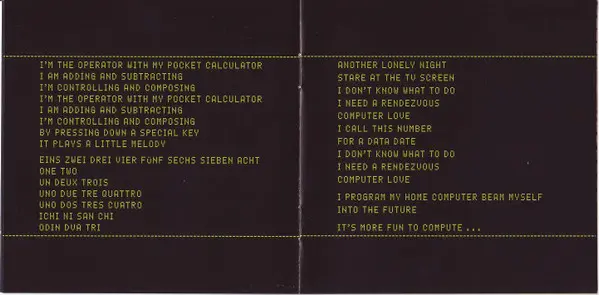 I'M THE OPERATOR WITH MY POCKET CALCULATOR
I AM ADDING AND SUBTRACTING
I'M CONTROLLING AND COMPOSING
I'M THE OPERATOR WITH MY POCKET CALCULATOR
I AM ADDING AND SUBTRACTING
I'M CONTROLLING AND COMPOSING
BY PRESSING DOWN A SPECIAL KEY
IT PLAYS A LITTLE MELODY
EINS ZWEI DREI VIER FÜNF SECHS SIEBEN ACHT
ONE TWO
UN DEUX TROIS
UNO DUE TRE QUATTRO
UNO DOS TRES CUATRO
ICHI NI SAN CHI
ODIN DVA TRI
ANOTHER LONELY NIGHT
STARE AT THE TV SCREEN
I DON'T KNOW WHAT TO DO
I NEED A RENDEZVOUS
COMPUTER LOVE
I CALL THIS NUMBER
FOR A DATA DATE
I DON'T KNOW WHAT TO DO
I NEED A RENDEZVOUS
COMPUTER LOVE
I PROGRAM MY HOME COMPUTER BEAM MYSELF
INTO THE FUTURE
IT'S MORE FUN TO COMPUTE ...